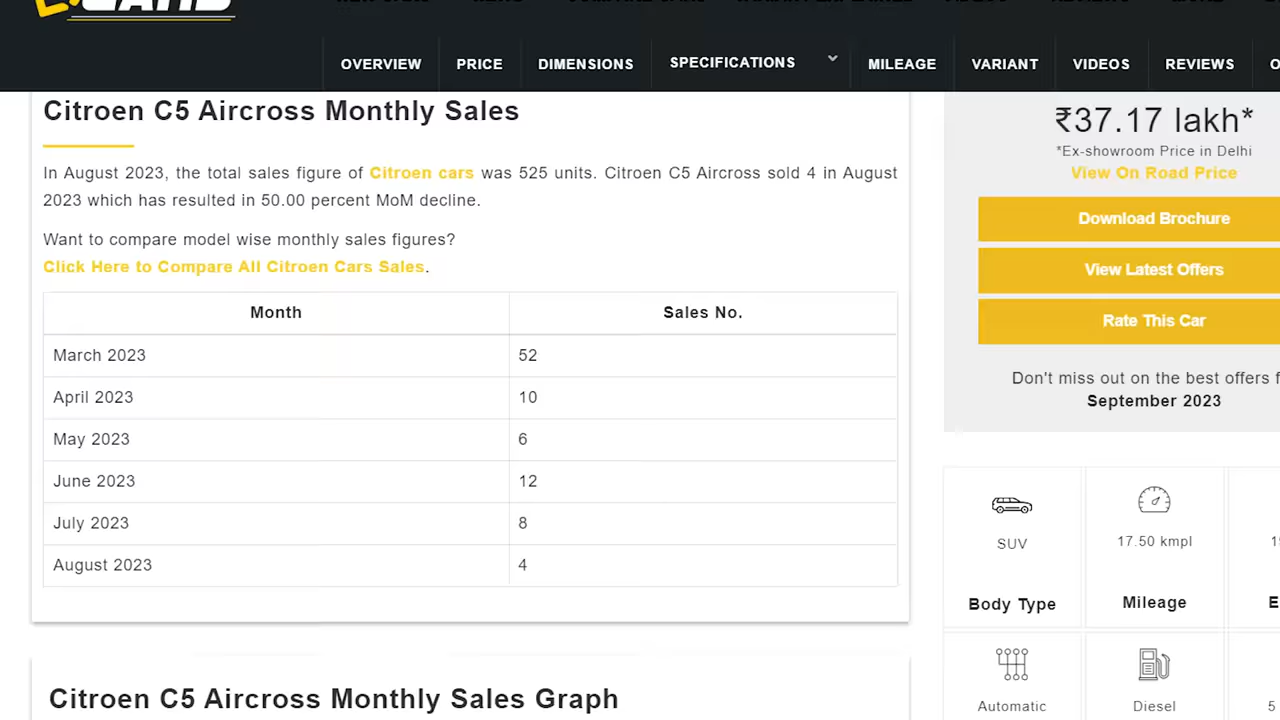 OVERVIEW PRICE DIMENSIONS SPECIFICATIONS MILEAGE VARIANT VIDEOS REVIEWS
Citroen C5 Aircross Monthly Sales
In August 2023, the total sales figure of Citroen cars was 525 units. Citroen C5 Aircross sold 4 in August
2023 which has resulted in 50.00 percent MoM decline.
Want to compare model wise monthly sales figures?
Click Here to Compare All Citroen Cars Sales.
Month Sales No.
March 2023 52
April 2023 10
May 2023 6
June 2023 12
July 2023 8
August 2023 4
Citroen C5 Aircross Monthly Sales Graph
₹37.17 lakh*
*Ex-showroom Price in Delhi
View On Road Price
Download Brochure
View Latest Offers
Rate This Car
Don't miss out on the best offers f
September 2023
SUV 17.50 kmpl
Body Type Mileage
Automatic Diesel 5